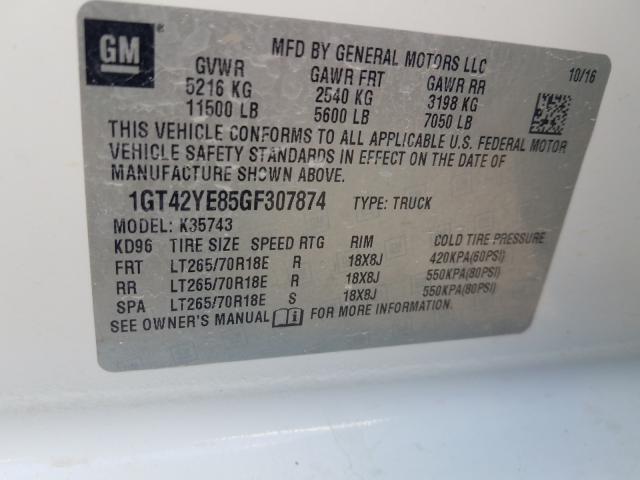 GM
MFD BY GENERAL MOTORS LLC
10/16
GVWR GAWR FRT GAWR RR
5216 KG 2540 KG 3198 KG
11500 LB 5600 LB 7050 LB
THIS VEHICLE CONFORMS TO ALL APPLICABLE U.S. FEDERAL MOTOR
VEHICLE SAFETY STANDARDS IN EFFECT ON THE DATE OF
MANUFACTURE SHOWN ABOVE.
1GT42YE85GF307874 TYPE: TRUCK
MODEL: K35743
KD96 TIRE SIZE SPEED RTG RIM COLD TIRE PRESSURE
FRT LT265/70R18E R 18X8J 420KPA(60PSI)
RR LT265/70R18E R 18X8J 550KPA(80PSI)
SPA LT265/70R18E S 18X8J 550KPA(80PSI)
SEE OWNER'S MANUAL FOR MORE INFORMATION.